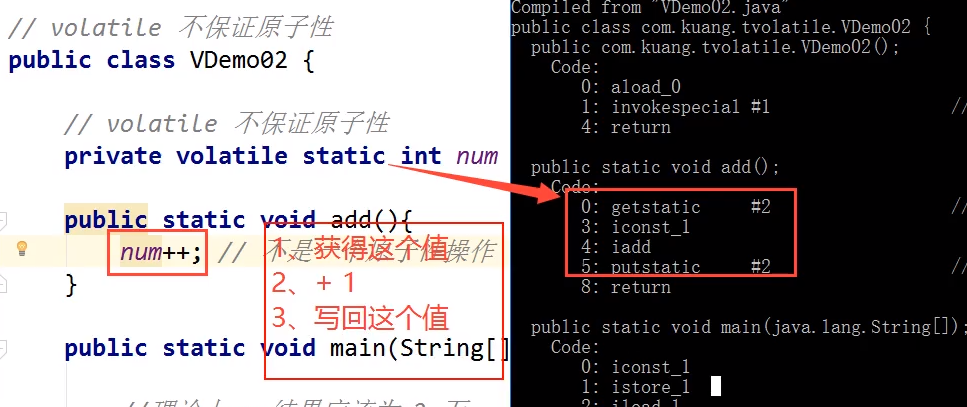 // volatile 不保证原子性
public class VDemo02 {
// volatile 不保证原子性
private volatile static int num
public static void add(){
num++; // 不是 原子性操作
}
1、获得这个值
2、+ 1
3、写回这个值
public static void main(String[]
Compiled from "VDemo02.java"
public class com.kuang.tvolatile.VDemo02 {
public com.kuang.tvolatile.VDemo02();
Code:
0: aload_0
1: invokespecial #1 //
4: return
public static void add();
Code:
0: getstatic #2 //
3: iconst_1
4: iadd
5: putstatic #2 //
8: return
public static void main(java.lang.String[]);
Code:
0: iconst_1
1: istore_1
2: iload_1